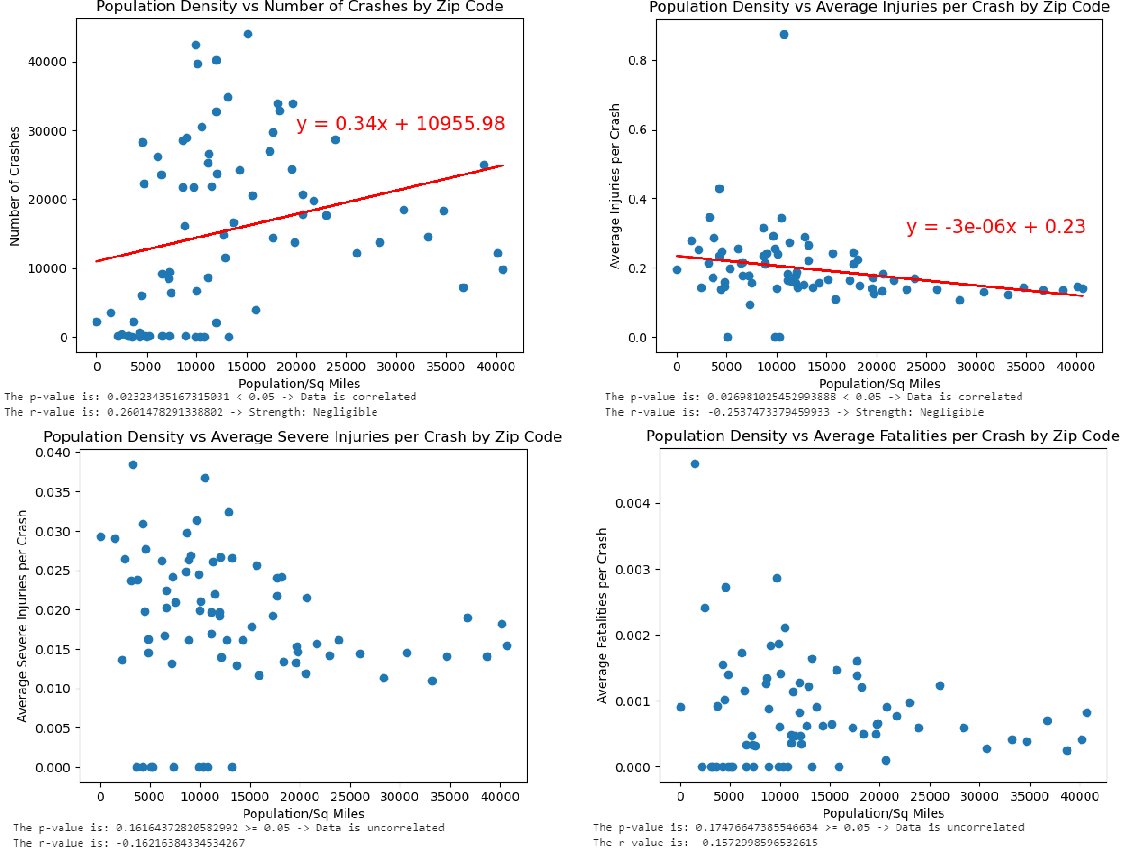 Population Density vs Number of Crashes by Zip Code
Number of Crashes
40000
30000
20000
10000
0
y = 0.34x + 10955.98
0 5000 10000 15000 20000 25000 30000 35000 40000
Population/Sq Miles
The p-value is: 0.02323435167315031 < 0.05 -> Data is correlated
The r-value is: 0.2601478291338802 -> Strength: Negligible
Population Density vs Average Injuries per Crash by Zip Code
Average Injuries per Crash
0.8
0.6
0.4
0.2
0.0
y = -3e-06x + 0.23
0 5000 10000 15000 20000 25000 30000 35000 40000
Population/Sq Miles
The p-value is: 0.026981025452993888 < 0.05 -> Data is correlated
The r-value is: -0.2537473379459933 -> Strength: Negligible
Population Density vs Average Severe Injuries per Crash by Zip Code
Average Severe Injuries per Crash
0.040
0.035
0.030
0.025
0.020
0.015
0.010
0.005
0.000
0 5000 10000 15000 20000 25000 30000 35000 40000
Population/Sq Miles
The p-value is: 0.16164372820582992 >= 0.05 -> Data is uncorrelated
The r-value is: -0.16216384334534267
Population Density vs Average Fatalities per Crash by Zip Code
Average Fatalities per Crash
0.004
0.003
0.002
0.001
0.000
0 5000 10000 15000 20000 25000 30000 35000 40000
Population/Sq Miles
The p-value is: 0.17476647385546634 >= 0.05 -> Data is uncorrelated
The r-value is: -0.1572998596532615